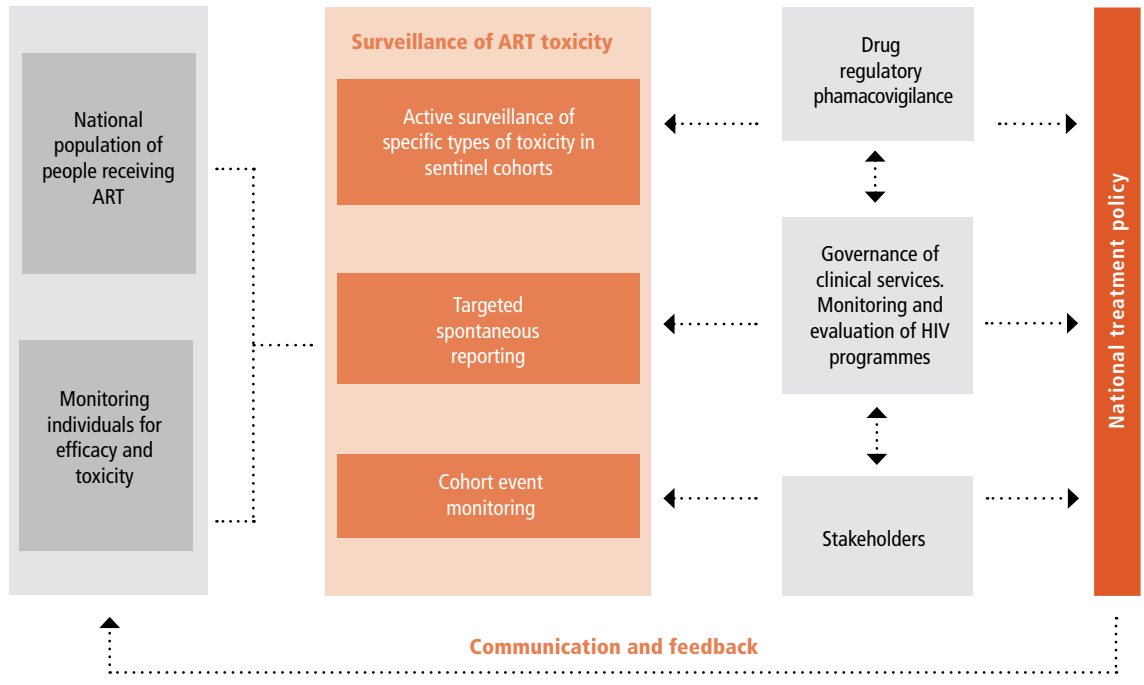 National
population of
people receiving
ART
Monitoring
individuals for
efficacy and
toxicity
Surveillance of ART toxicity
Active surveillance of
specific types of toxicity in
sentinel cohorts
Targeted
spontaneous
reporting
Cohort event
monitoring
Drug
regulatory
phamacovigilance
Governance of
clinical services.
Monitoring and
evaluation of HIV
programmes
Stakeholders
National treatment policy
Communication and feedback